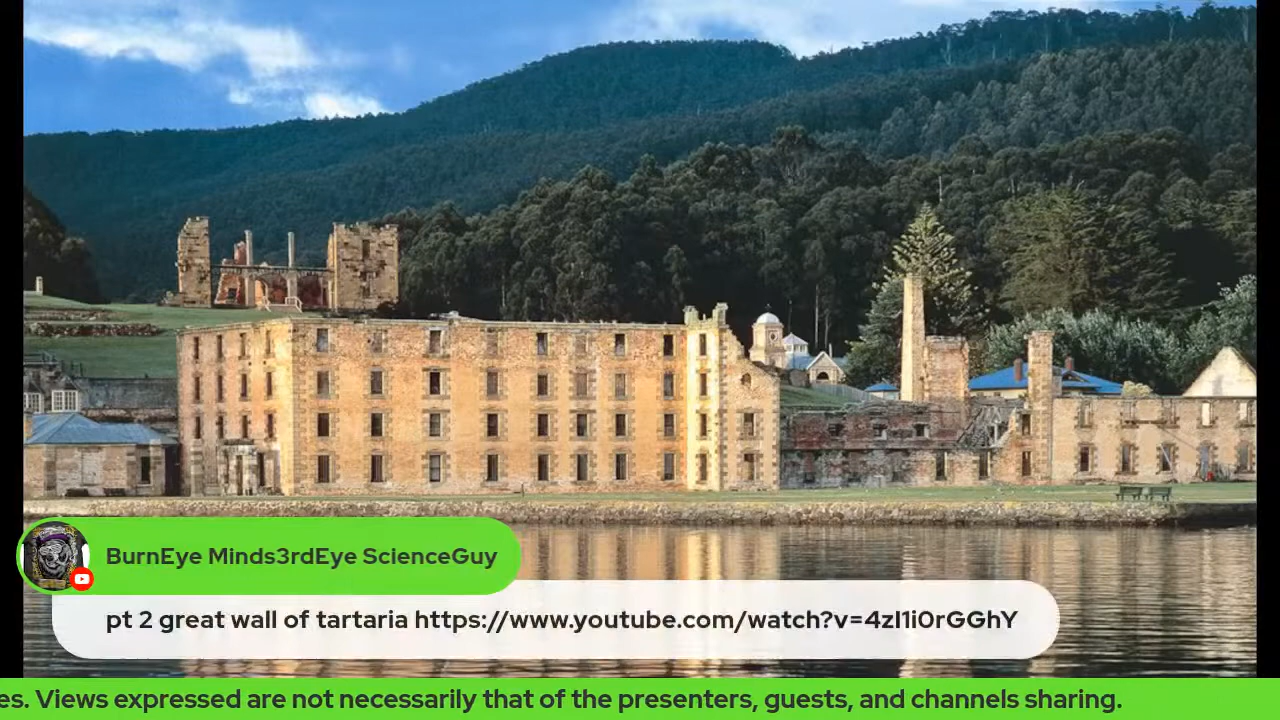 BurnEye Minds3rdEye ScienceGuy
pt 2 great wall of tartaria https://www.youtube.com/watch?v=4zI1i0rGGhY
es. Views expressed are not necessarily that of the presenters, guests, and channels sharing.